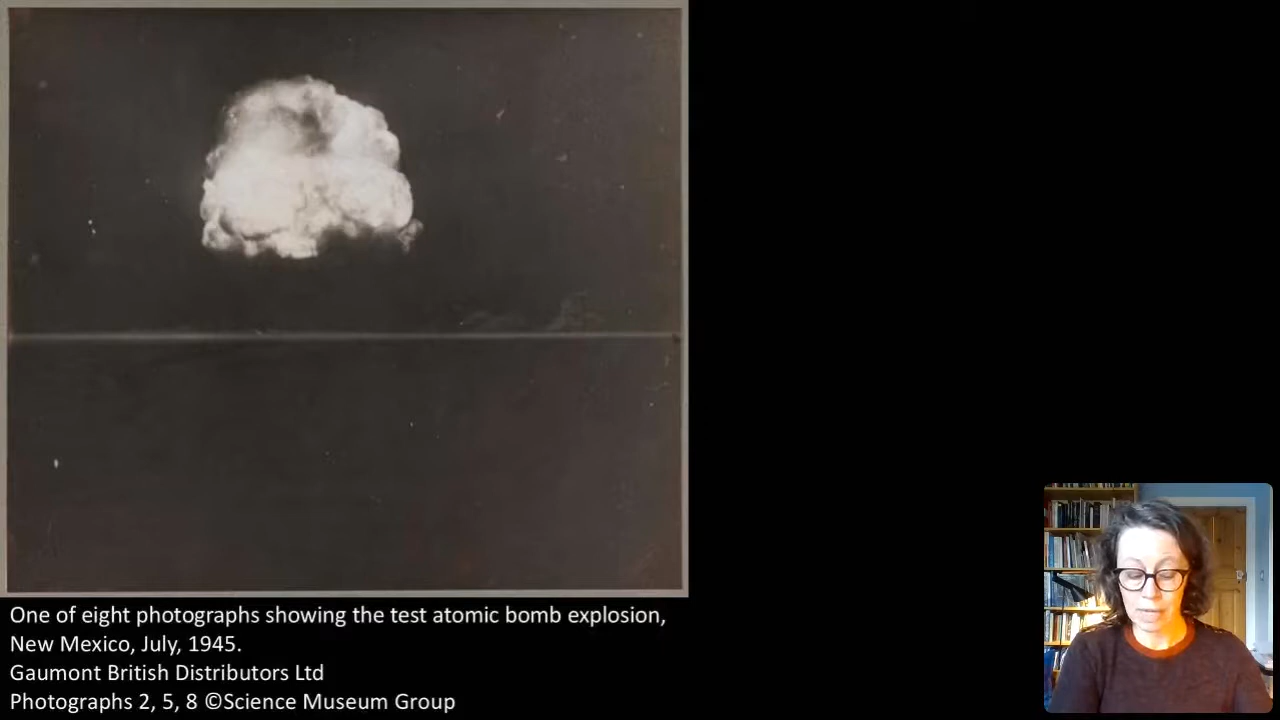 One of eight photographs showing the test atomic bomb explosion,
New Mexico, July, 1945.
Gaumont British Distributors Ltd
Photographs 2, 5, 8 ©Science Museum Group